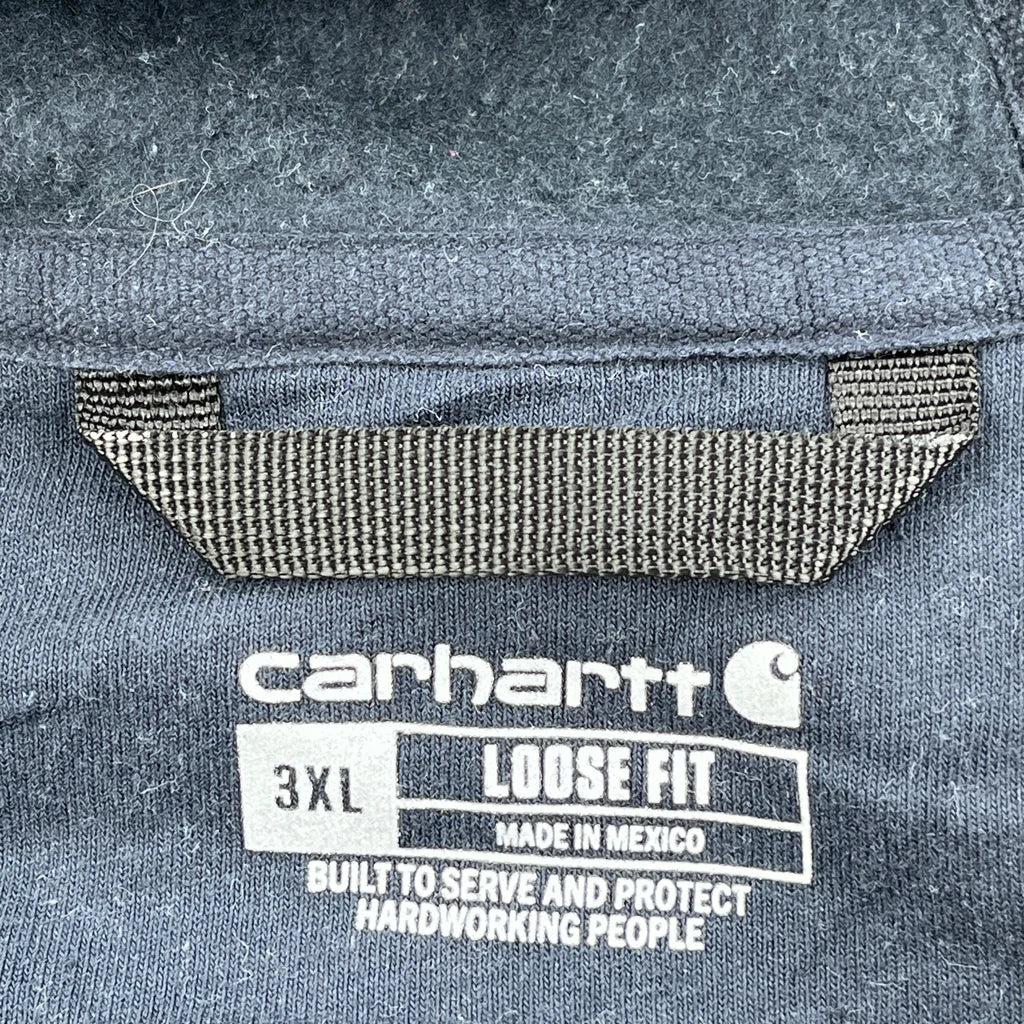 carhartt
3XL
LOOSE FIT
MADE IN MEXICO
BUILT TO SERVE AND PROTECT
HARDWORKING PEOPLE